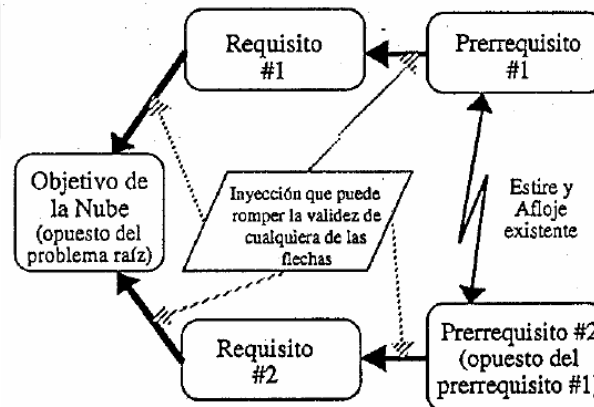 Requisito
#1
Prerrequisito
#1
Objetivo de
la Nube
(opuesto del
problema raíz)
Inyección que puede
romper la validez de
cualquiera de las
flechas
Estire y
Afloje
existente
Requisito
#2
Prerrequisito #2
(opuesto del
prerrequisito #1)